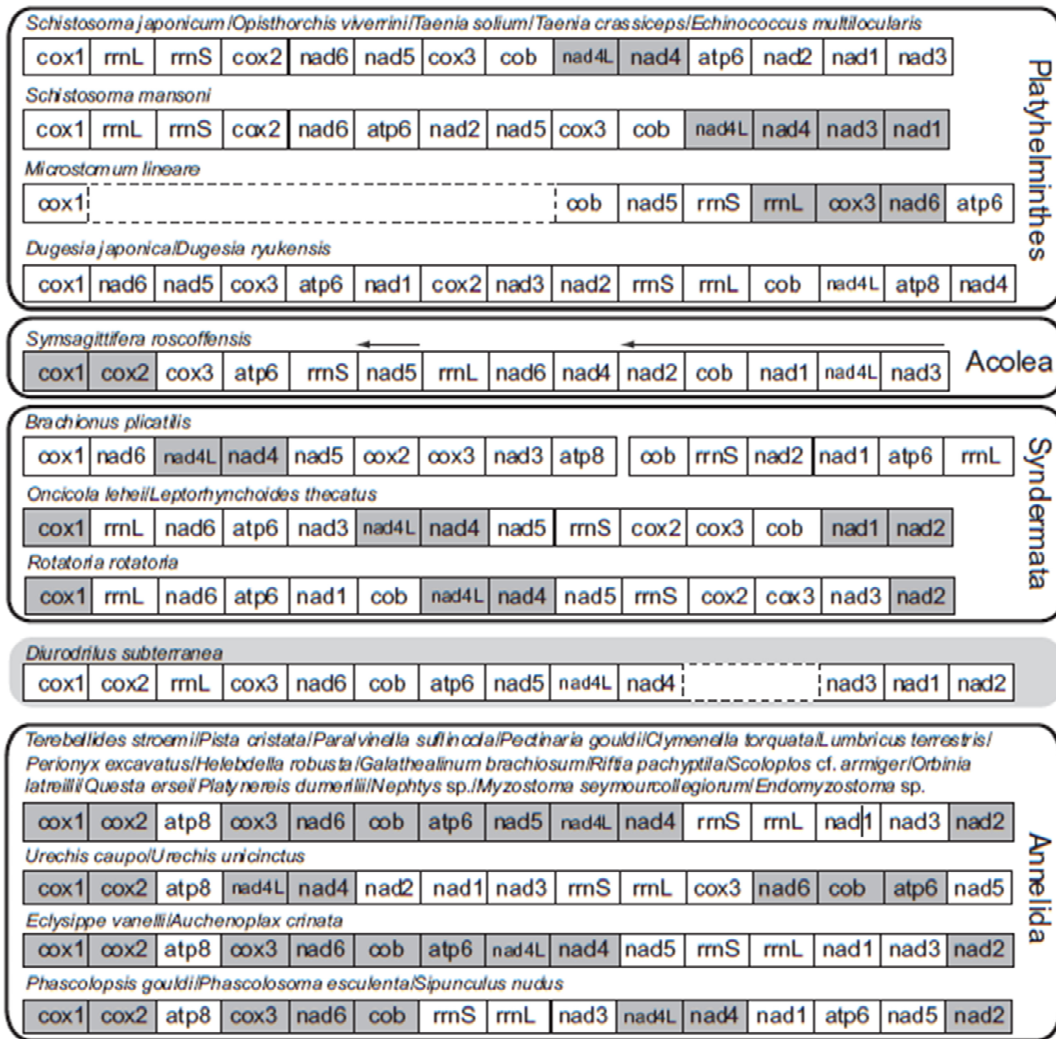 Schistosoma japonicum/Opisthorchis viverrini/Taenia solium/Taenia crassiceps/Echinococcus multilocularis
cox1 rrnL rrnS cox2 nad6 nad5 cox3 cob nad4L nad4 atp6 nad2 nad1 nad3
Schistosoma mansoni
cox1 rrnL rrnS cox2 nad6 atp6 nad2 nad5 cox3 cob nad4L nad4 nad3 nad1
Microstomum lineare
cox1 cob nad5 rrnS rrnL cox3 nad6 atp6
Dugesia japonica/Dugesia ryukensis
cox1 nad6 nad5 cox3 atp6 nad1 cox2 nad3 nad2 rrnS rrnL cob nad4L atp8 nad4
Platyhelminthes
Symsagittifera roscoffensis
cox1 cox2 cox3 atp6 rrnS nad5 rrnL nad6 nad4 nad2 cob nad1 nad4L nad3
Acolea
Brachionus plicatilis
cox1 nad6 nad4L nad4 nad5 cox2 cox3 nad3 atp8 cob rrnS nad2 nad1 atp6 rrnL
Oncicola lehei/Leptorhynchoides thecatus
cox1 rrnL nad6 atp6 nad3 nad4L nad4 nad5 rrnS cox2 cox3 cob nad1 nad2
Rotatoria rotatoria
cox1 rrnL nad6 atp6 nad1 cob nad4L nad4 nad5 rrnS cox2 cox3 nad3 nad2
Syndermata
Diurodrilus subterranea
cox1 cox2 rrnL cox3 nad6 cob atp6 nad5 nad4L nad4 nad3 nad1 nad2
Terebellides stroemi/Pista cristata/Paralvinella sulfincola/Pectinaria gouldi/Clymenella torquata/Lumbricus terrestris/
Perionyx excavatus/Helebdella robusta/Galathealinum brachiosum/Riftia pachyptila/Scoloplos cf. armiger/Orbinia
latreillii/Questa ersei/Platynereis dumerilii/Nephtys sp./Myzostoma seymourcollegiorum/Endomyzostoma sp.
cox1 cox2 atp8 cox3 nad6 cob atp6 nad5 nad4L nad4 rrnS rrnL nad1 nad3 nad2
Urechis caupo/Urechis unicinctus
cox1 cox2 atp8 nad4L nad4 nad2 nad1 nad3 rrnS rrnL cox3 nad6 cob atp6 nad5
Eclysippe vanelli/Auchenoplax crinata
cox1 cox2 atp8 cox3 nad6 cob atp6 nad4L nad4 nad5 rrnS rrnL nad1 nad3 nad2
Phascolopsis gouldi/Phascolosoma esculenta/Sipunculus nudus
cox1 cox2 atp8 cox3 nad6 cob rrnS rrnL nad3 nad4L nad4 nad1 atp6 nad5 nad2
Annelida